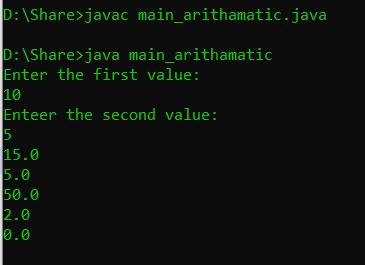 D:\Share>javac main_arithamatic.java
D:\Share>java main_arithamatic
Enter the first value:
10
Enteer the second value:
5
15.0
5.0
50.0
2.0
0.0